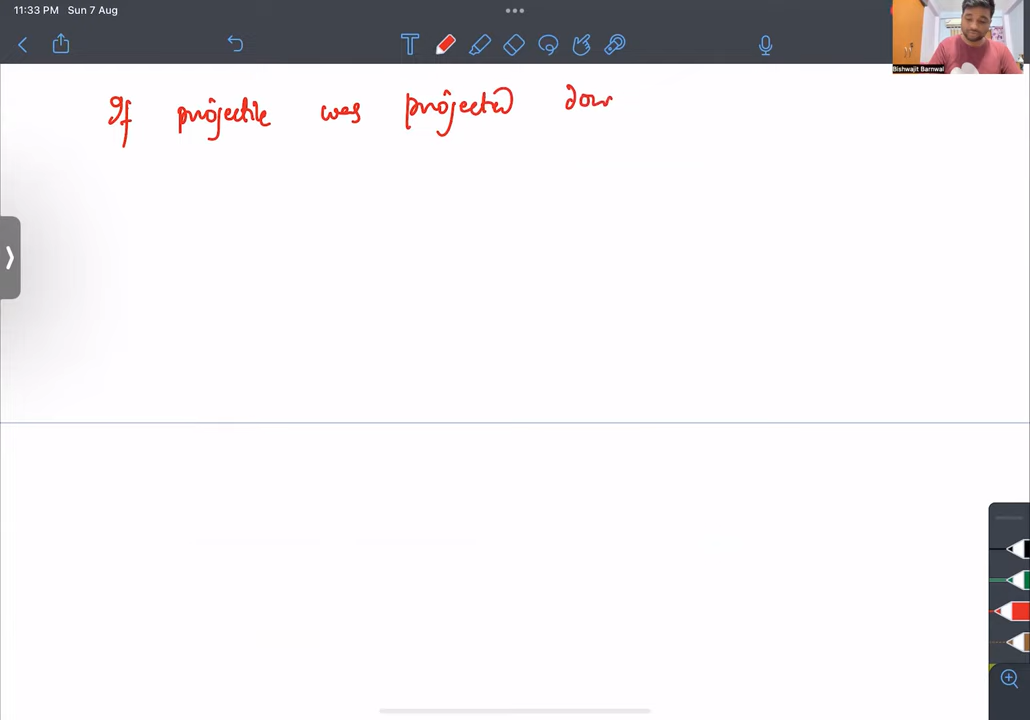 11:33 PM Sun 7 Aug
Bishwajit Barnwal
If projectile was projected dow